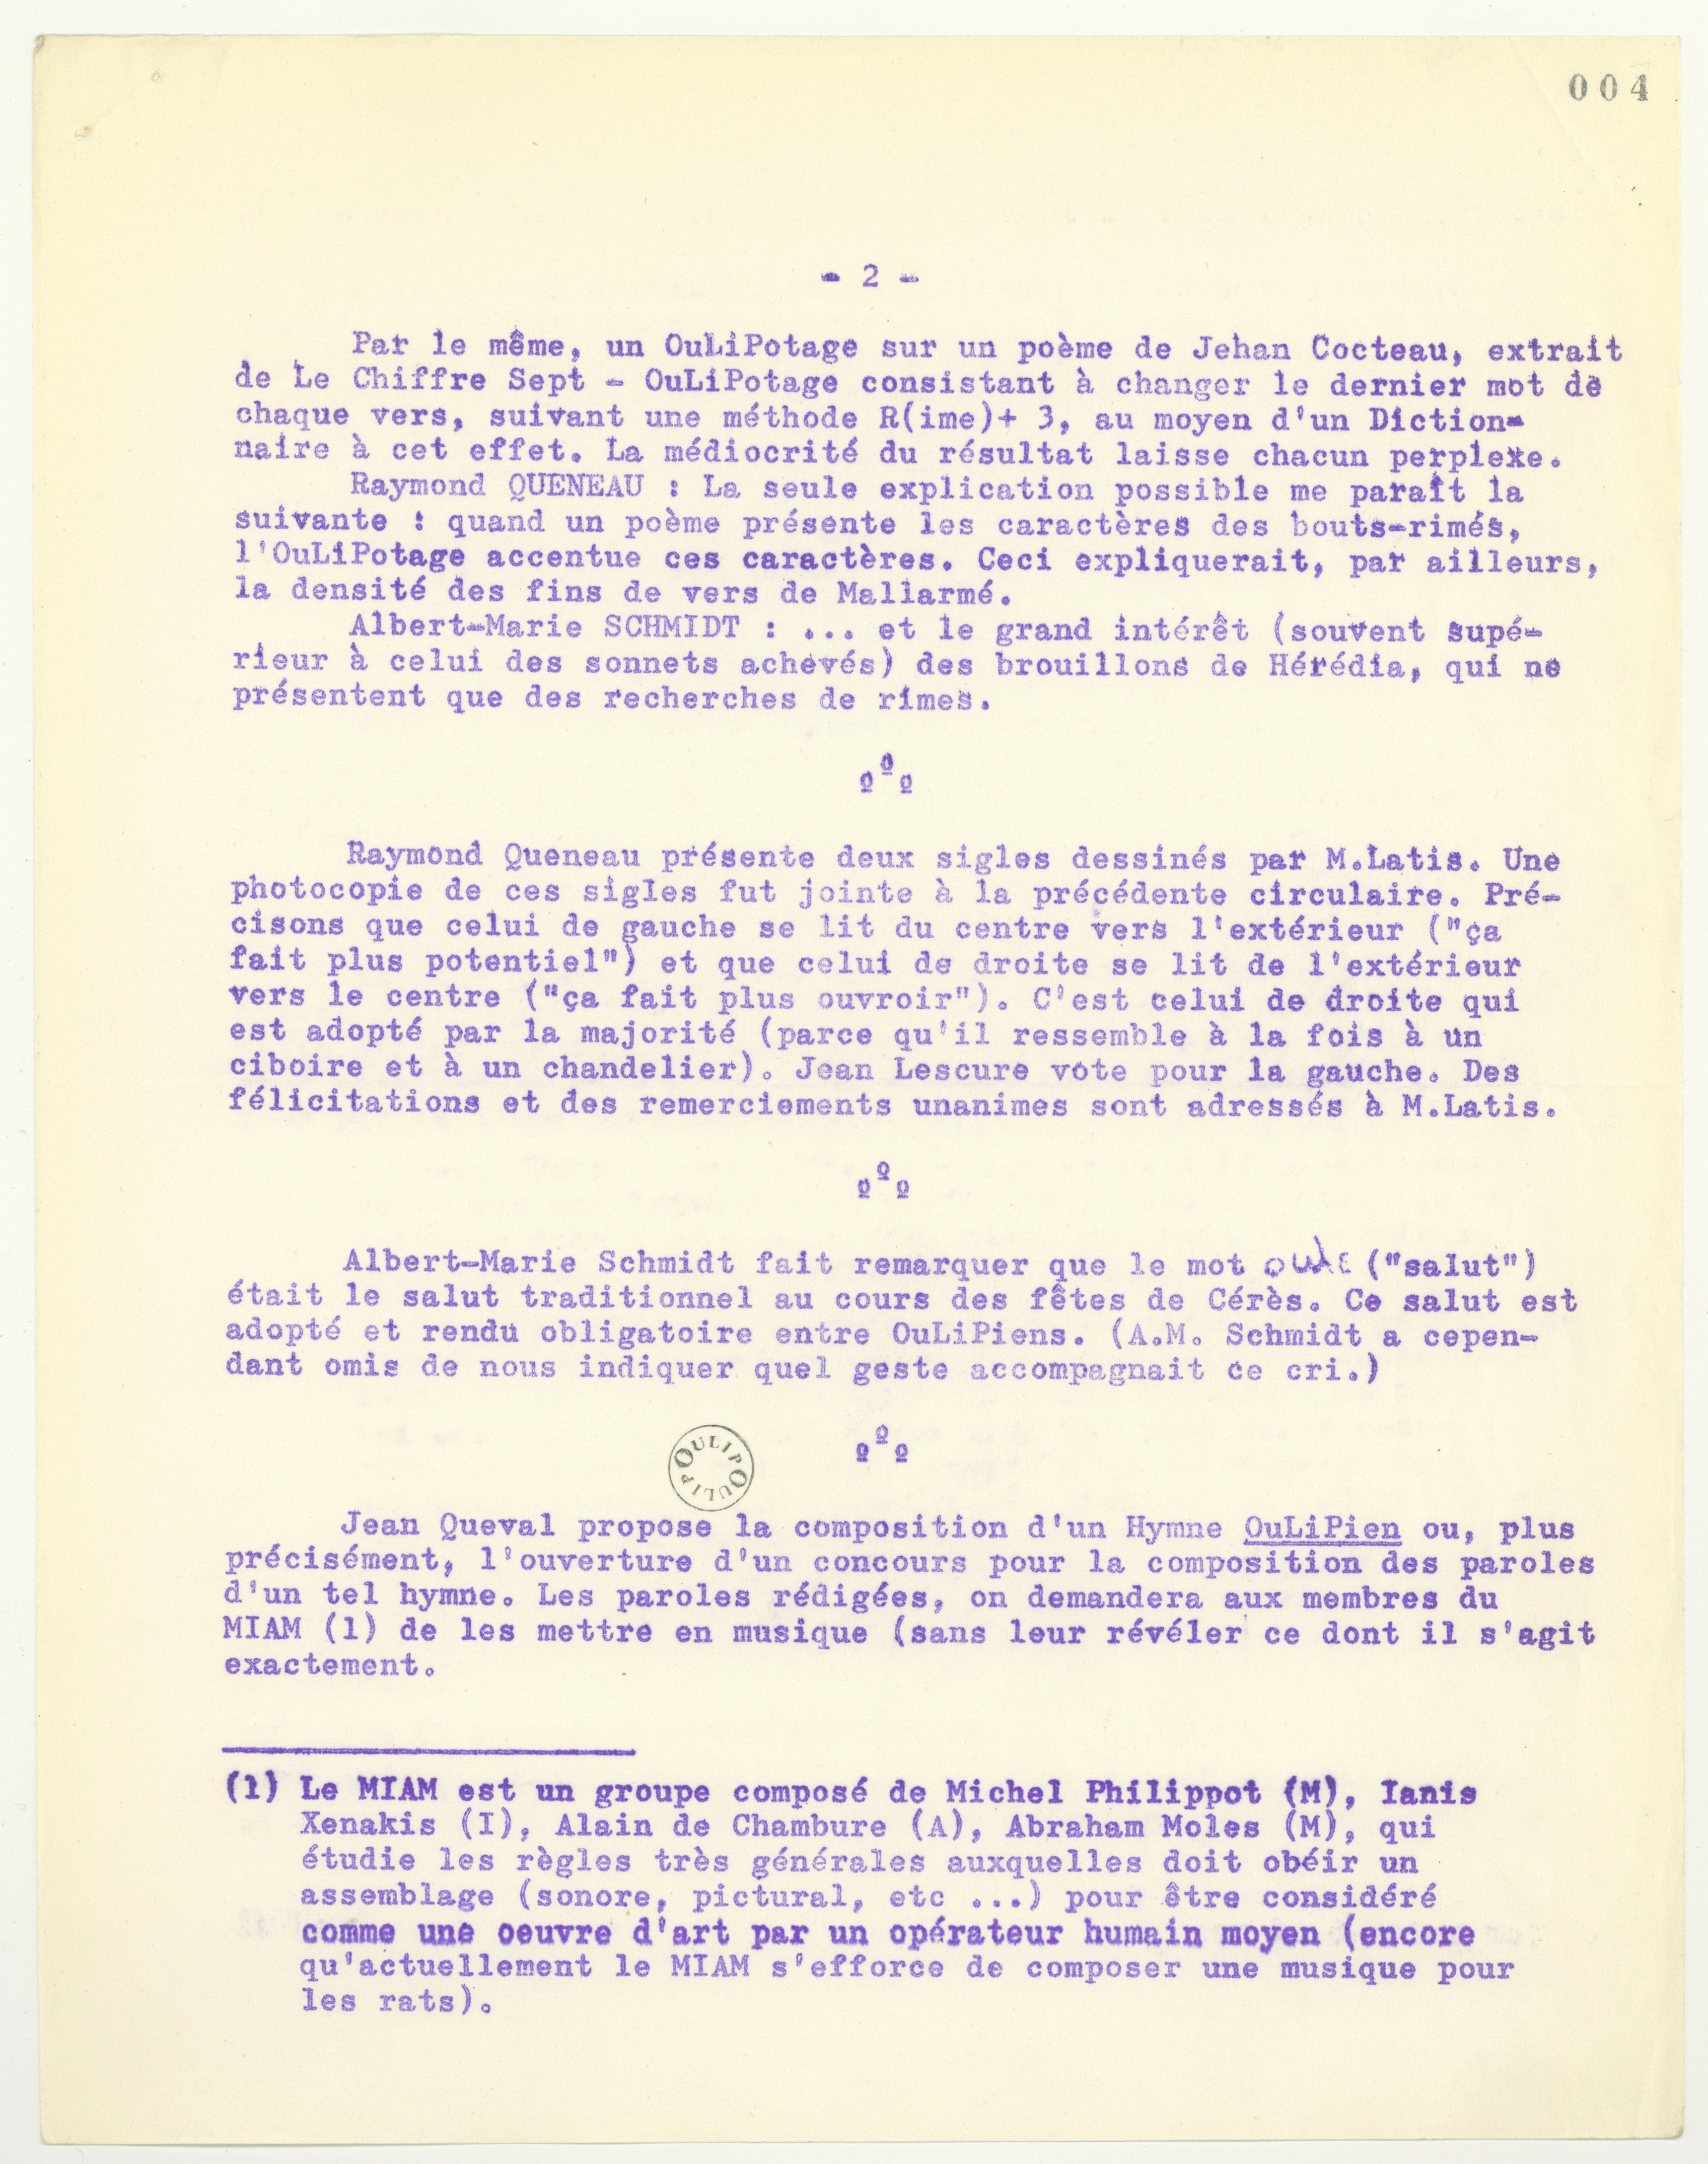 004
- 2 -
Par le même, un OuLiPotage sur un poème de Jehan Cocteau, extrait
de Le Chiffre Sept - OuLiPotage consistant à changer le dernier mot de
chaque vers, suivant une méthode R(ime)+ 3, au moyen d'un Diction-
naire à cet effet. La médiocrité du résultat laisse chacun perplexe.
Raymond QUENEAU : La seule explication possible me paraît la
suivante : quand un poème présente les caractères des bouts-rimés,
l'OuLiPotage accentue ces caractères. Ceci expliquerait, par ailleurs,
la densité des fins de vers de Mallarmé.
Albert-Marie SCHMIDT : ... et le grand intérêt (souvent supé-
rieur à celui des sonnets achevés) des brouillons de Hérédia, qui ne
présentent que des recherches de rimes.
o
o o
Raymond Queneau présente deux sigles dessinés par M.Latis. Une
photocopie de ces sigles fut jointe à la précédente circulaire. Pré-
cisons que celui de gauche se lit du centre vers l'extérieur ("ça
fait plus potentiel") et que celui de droite se lit de l'extérieur
vers le centre ("ça fait plus ouvroir"). C'est celui de droite qui
est adopté par la majorité (parce qu'il ressemble à la fois à un
ciboire et à un chandelier). Jean Lescure vote pour la gauche. Des
félicitations et des remerciements unanimes sont adressés à M.Latis.
o
o o
Albert-Marie Schmidt fait remarquer que le mot ("salut")
était le salut traditionnel au cours des fêtes de Cérès. Ce salut est
adopté et rendu obligatoire entre OuLiPiens. (A.M. Schmidt a cepen-
dant omis de nous indiquer quel geste accompagnait ce cri.)
o
o o
OULIPOULIP
Jean Queval propose la composition d'un Hymne OuLiPien ou, plus
précisément, l'ouverture d'un concours pour la composition des paroles
d'un tel hymne. Les paroles rédigées, on demandera aux membres du
MIAM (1) de les mettre en musique (sans leur révéler ce dont il s'agit
exactement.
(1) Le MIAM est un groupe composé de Michel Philippot (M), Ianis
Xenakis (I), Alain de Chambure (A), Abraham Moles (M), qui
étudie les règles très générales auxquelles doit obéir un
assemblage (sonore, pictural, etc ...) pour être considéré
comme une oeuvre d'art par un opérateur humain moyen (encore
qu'actuellement le MIAM s'efforce de composer une musique pour
les rats).